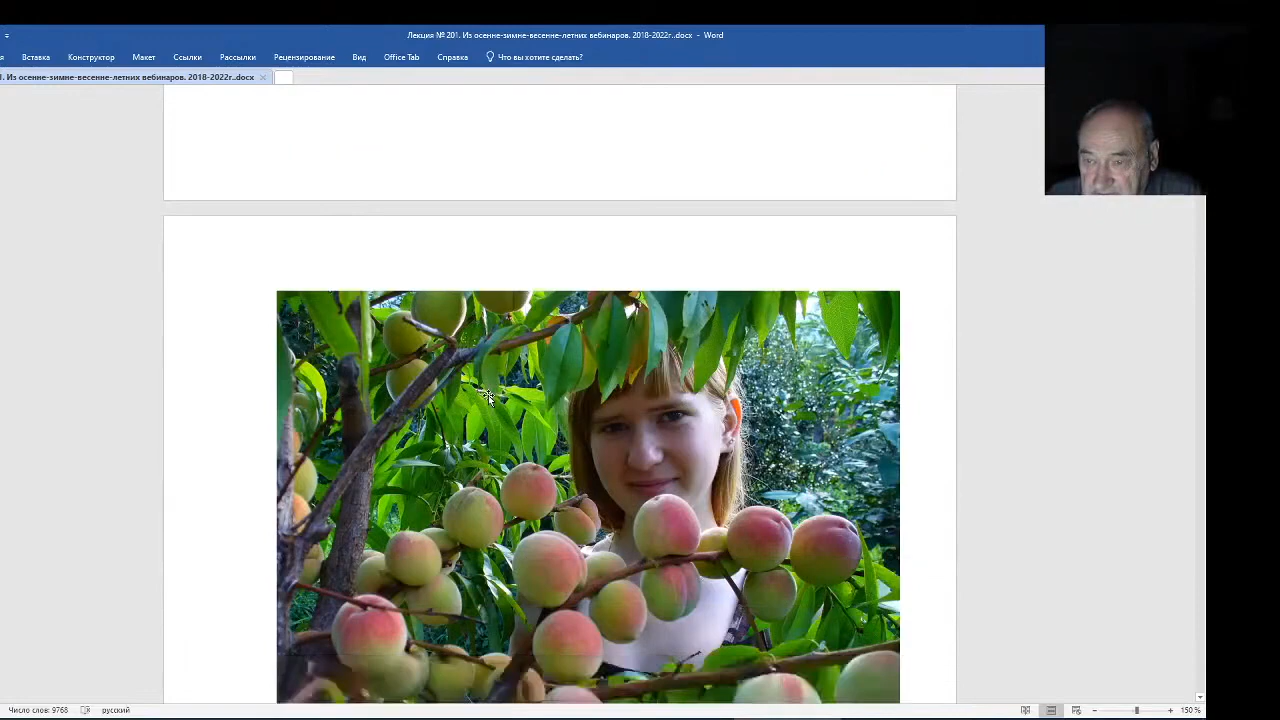 Лекция № 201. Из осенне-зимне-весенне-летних вебинаров. 2018-2022г..docx - Word
Вставка Конструктор Макет Ссылки Рассылки Рецензирование Вид Office Tab Справка Что вы хотите сделать?
. Из осенне-зимне-весенне-летних вебинаров. 2018-2022г..docx
Число слов: 9768 русский 150 %